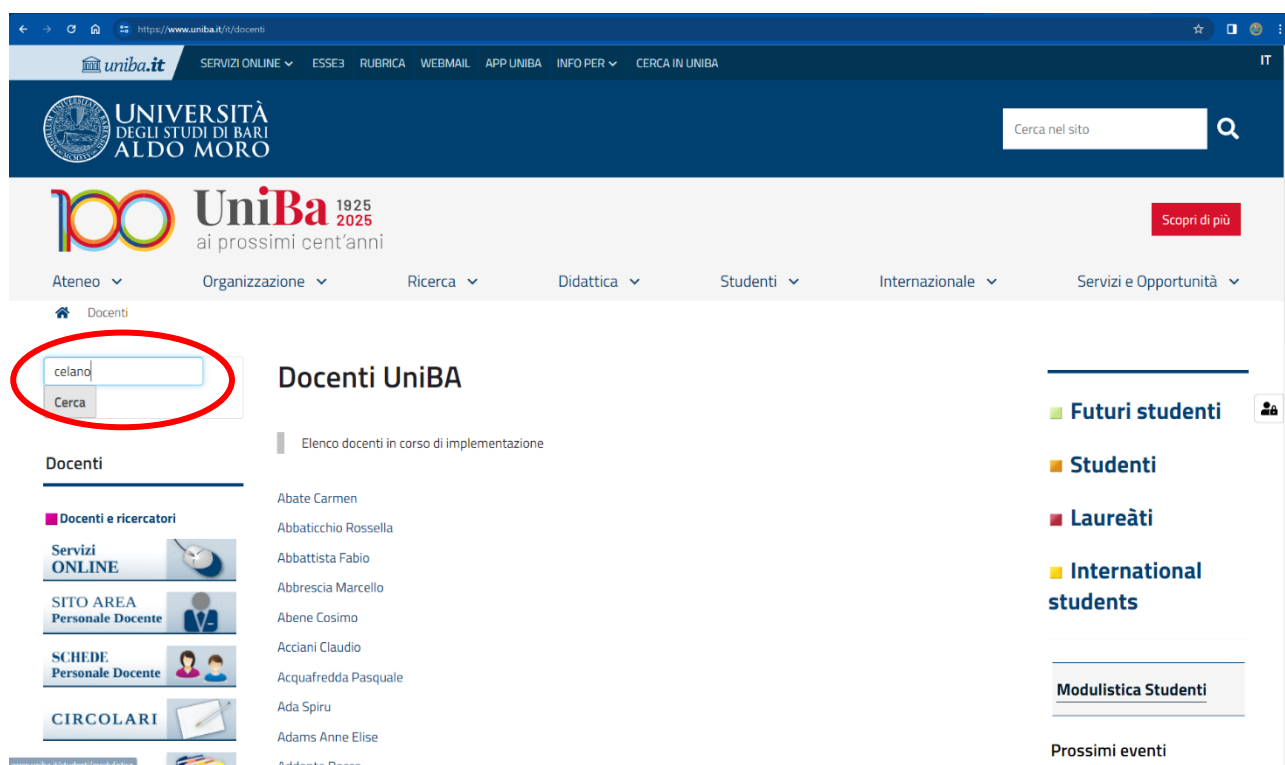 https://www.uniba.it/it/docenti
uniba.it
SERVIZI ONLINE ESSE3 RUBRICA WEBMAIL APP UNIBA INFO PER CERCA IN UNIBA
IT
UNIVERSITÀ
DEGLI STUDI DI BARI
ALDO MORO
Cerca nel sito
100
UniBa 1925
2025
ai prossimi cent'anni
Scopri di più
Ateneo Organizzazione Ricerca Didattica Studenti Internazionale Servizi e Opportunità
Docenti
celano
Cerca
Docenti
Docenti e ricercatori
Servizi
ONLINE
SITO AREA
Personale Docente
SCHEDE
Personale Docente
CIRCOLARI
Docenti UniBA
Elenco docenti in corso di implementazione
Abate Carmen
Abbaticchio Rossella
Abbattista Fabio
Abbrescia Marcello
Abene Cosimo
Acciani Claudio
Acquafredda Pasquale
Ada Spiru
Adams Anne Elise
Futuri studenti
Studenti
Laureàti
International
students
Modulistica Studenti
Prossimi eventi